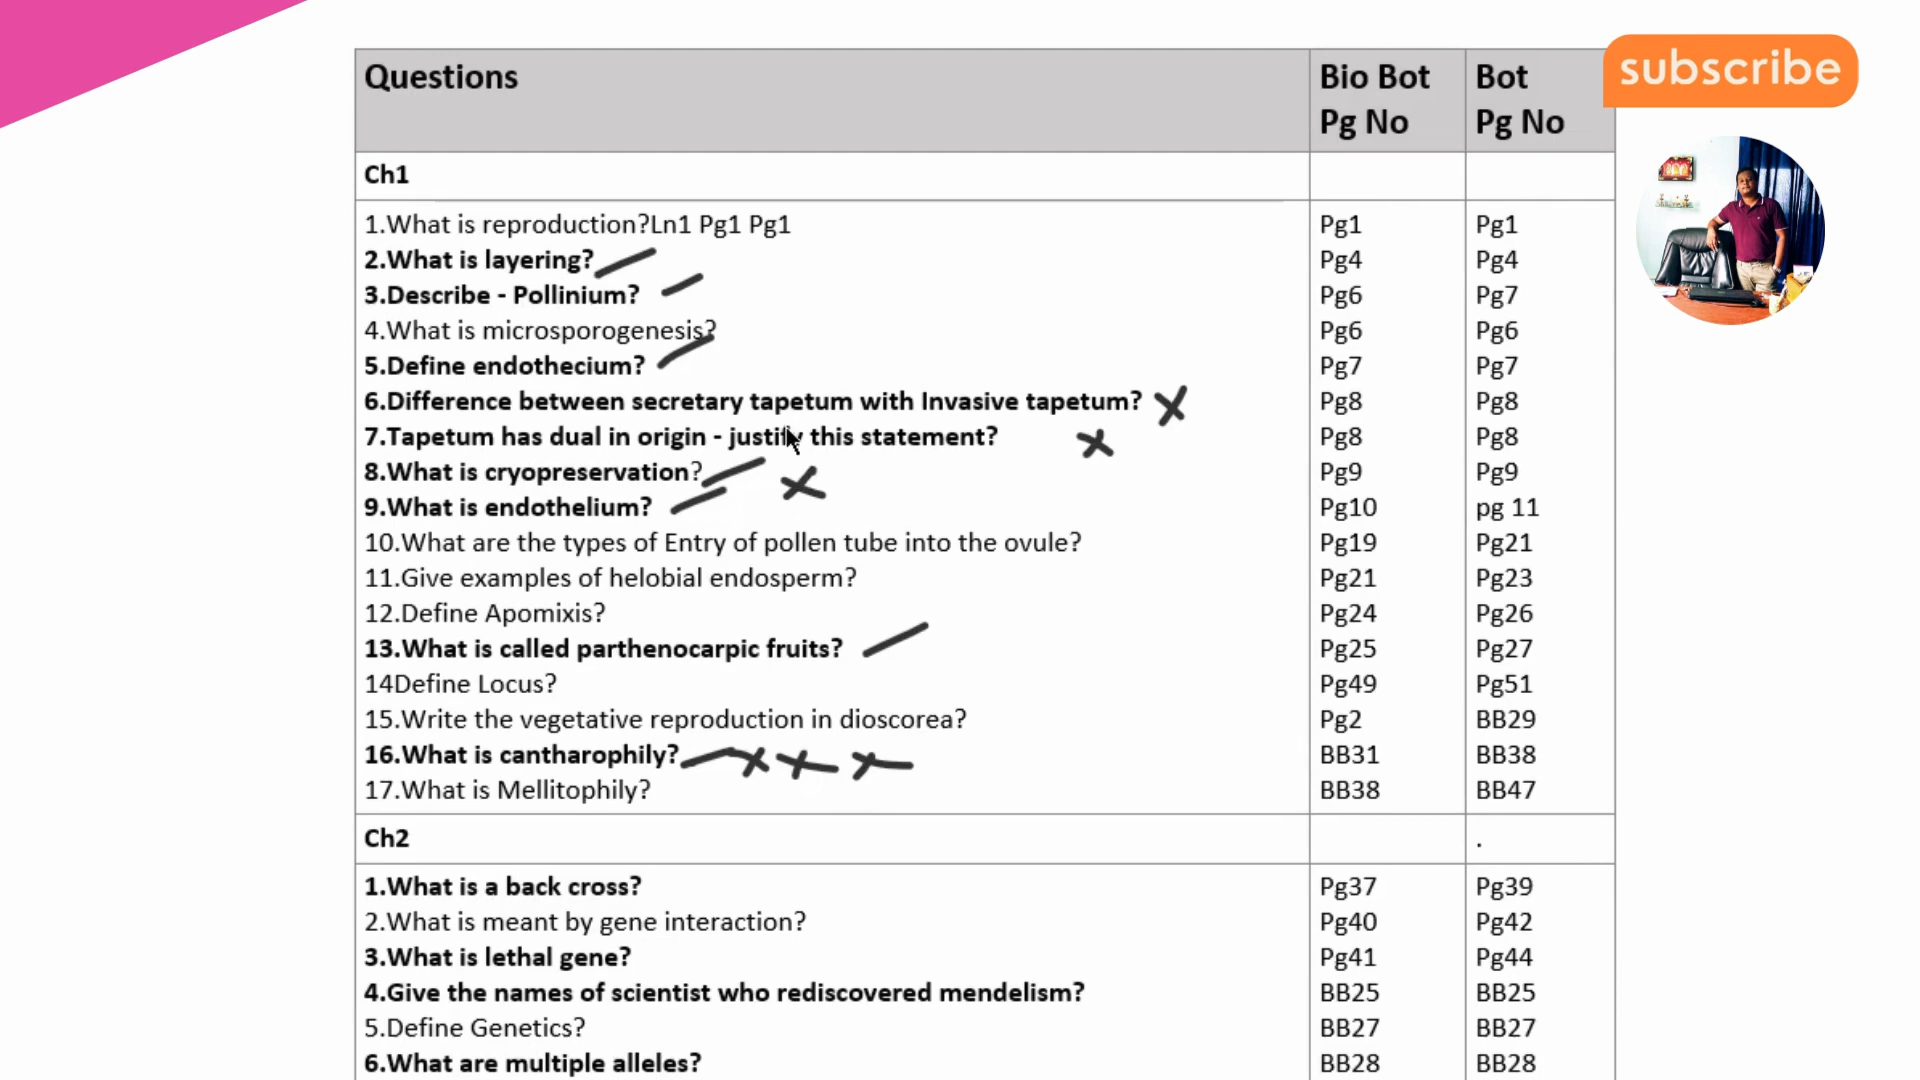 subscribe
Questions Bio Bot Pg No Bot Pg No
Ch1
1.What is reproduction?Ln1 Pg1 Pg1 Pg1 Pg1
2.What is layering? Pg4 Pg4
3.Describe - Pollinium? Pg6 Pg7
4.What is microsporogenesis? Pg6 Pg6
5.Define endothecium? Pg7 Pg7
6.Difference between secretary tapetum with Invasive tapetum? Pg8 Pg8
7.Tapetum has dual in origin - justify this statement? Pg8 Pg8
8.What is cryopreservation? Pg9 Pg9
9.What is endothelium? Pg10 pg 11
10.What are the types of Entry of pollen tube into the ovule? Pg19 Pg21
11.Give examples of helobial endosperm? Pg21 Pg23
12.Define Apomixis? Pg24 Pg26
13.What is called parthenocarpic fruits? Pg25 Pg27
14Define Locus? Pg49 Pg51
15.Write the vegetative reproduction in dioscorea? Pg2 BB29
16.What is cantharophily? BB31 BB38
17.What is Mellitophily? BB38 BB47
Ch2 .
1.What is a back cross? Pg37 Pg39
2.What is meant by gene interaction? Pg40 Pg42
3.What is lethal gene? Pg41 Pg44
4.Give the names of scientist who rediscovered mendelism? BB25 BB25
5.Define Genetics? BB27 BB27
6.What are multiple alleles? BB28 BB28